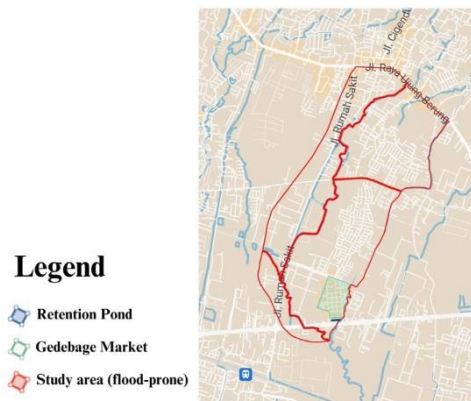 Jl. Cigend
Jl. Raya Ujung Berung
Jl. Rumah Sakit
Jl. Rumah Sakit
Legend
Retention Pond
Gedebage Market
Study area (flood-prone)